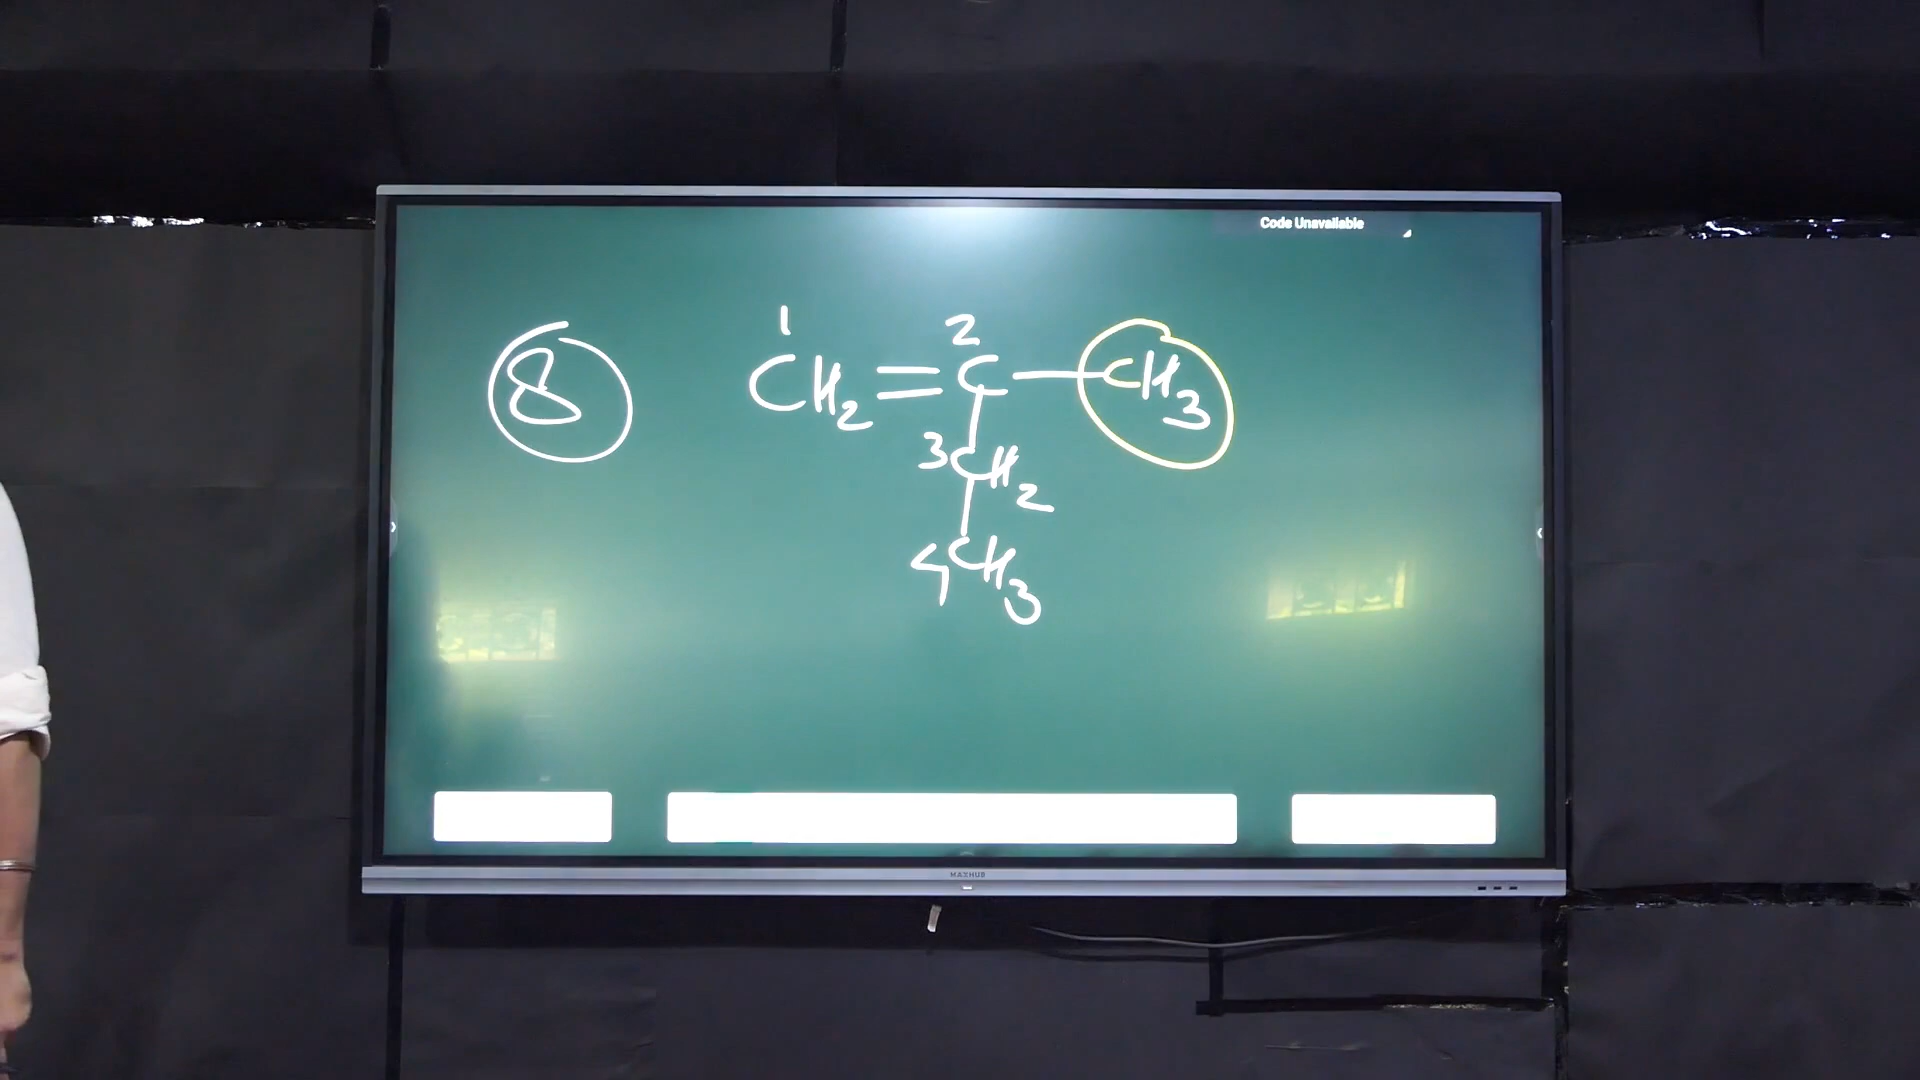 Code Unavailable
1 2
8 CH2=C—CH3
3 CH2
4 CH3
MAXHUB